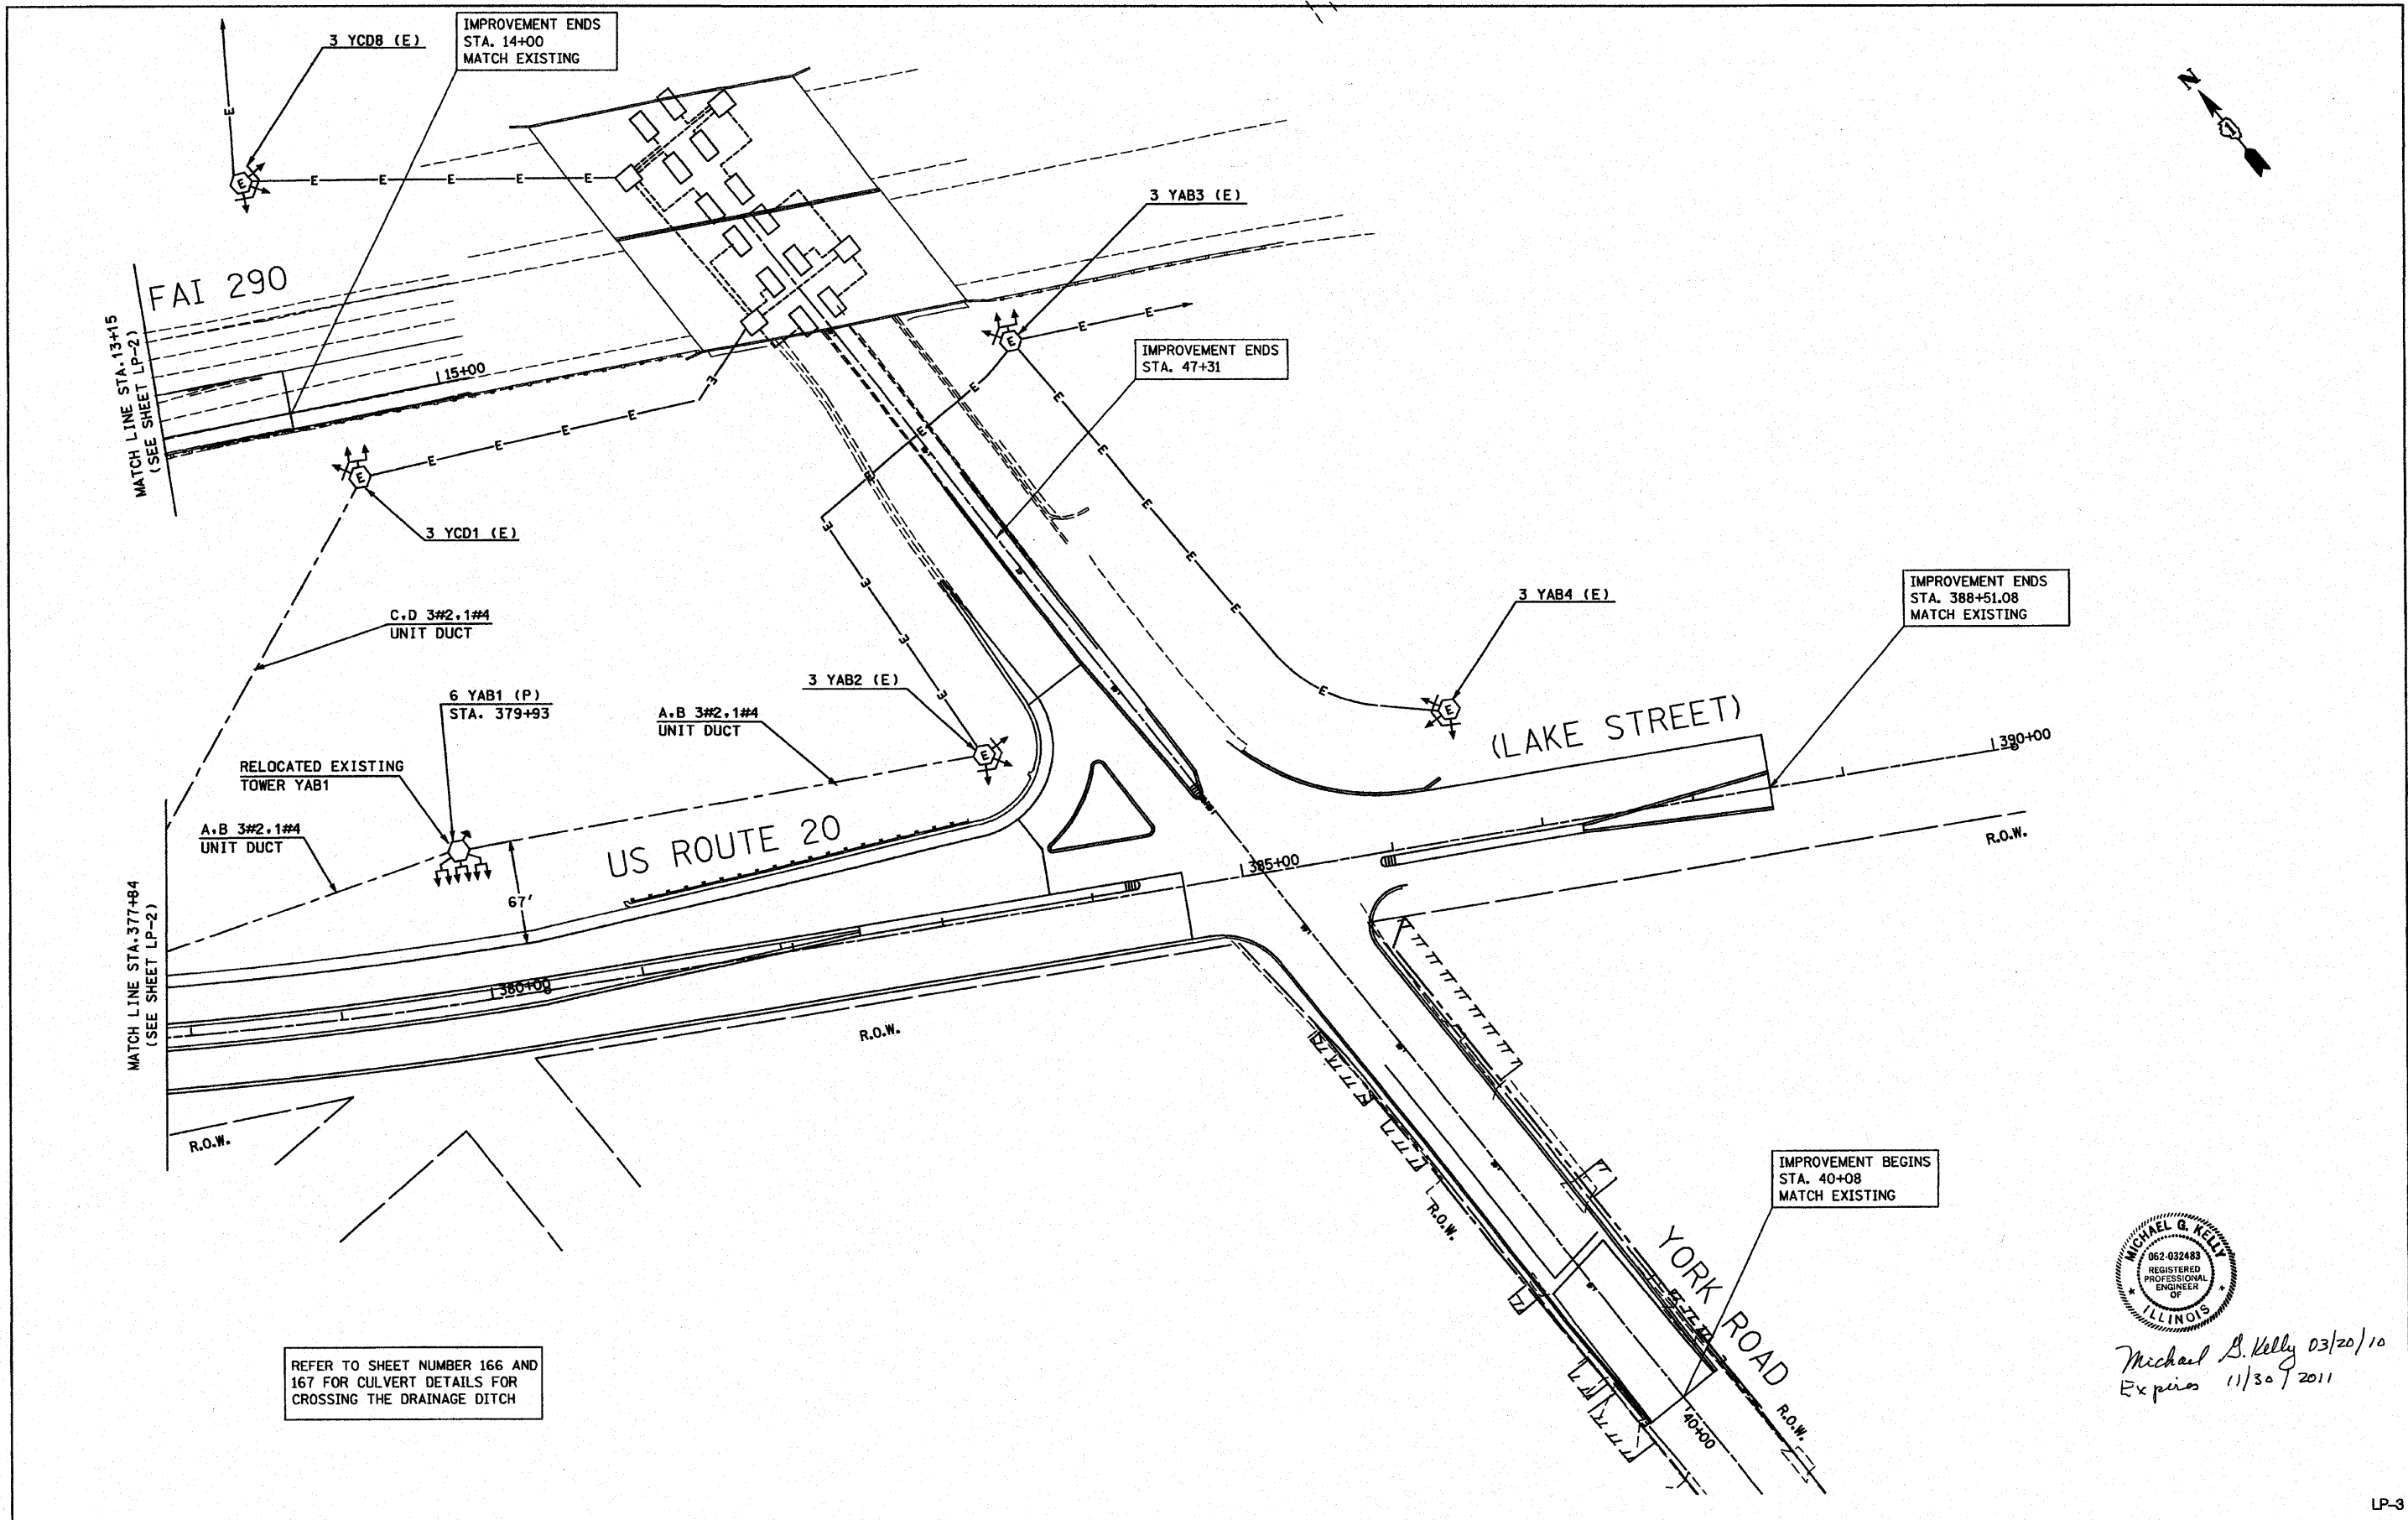 3 YCD8 (E)
IMPROVEMENT ENDS
STA. 14+00
MATCH EXISTING
N
3 YAB3 (E)
FAI 290
MATCH LINE STA.13+15
(SEE SHEET LP-2)
15+00
IMPROVEMENT ENDS
STA. 47+31
3 YCD1 (E)
C,D 3#2,1#4
UNIT DUCT
3 YAB4 (E)
IMPROVEMENT ENDS
STA. 388+51.08
MATCH EXISTING
6 YAB1 (P)
STA. 379+93
3 YAB2 (E)
A,B 3#2,1#4
UNIT DUCT
RELOCATED EXISTING
TOWER YAB1
A,B 3#2,1#4
UNIT DUCT
(LAKE STREET)
390+00
R.O.W.
US ROUTE 20
385+00
67'
MATCH LINE STA.377+84
(SEE SHEET LP-2)
380+00
R.O.W.
R.O.W.
R.O.W.
IMPROVEMENT BEGINS
STA. 40+08
MATCH EXISTING
YORK ROAD
R.O.W.
40+00
MICHAEL G. KELLY
062-032483
REGISTERED
PROFESSIONAL
ENGINEER
OF
ILLINOIS
Michael G. Kelly 03/20/10
Expires 11/30/2011
REFER TO SHEET NUMBER 166 AND
167 FOR CULVERT DETAILS FOR
CROSSING THE DRAINAGE DITCH
LP-3